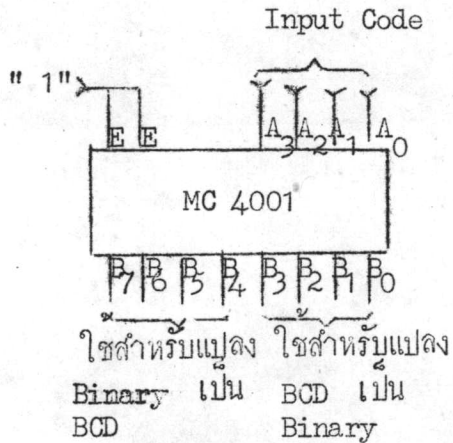 Input Code
" 1"
E E A3 A2 A1 A0
MC 4001
B7 B6 B5 B4 B3 B2 B1 B0
ใช้สำหรับแปลง ใช้สำหรับแปลง
Binary เป็น BCD เป็น
BCD Binary